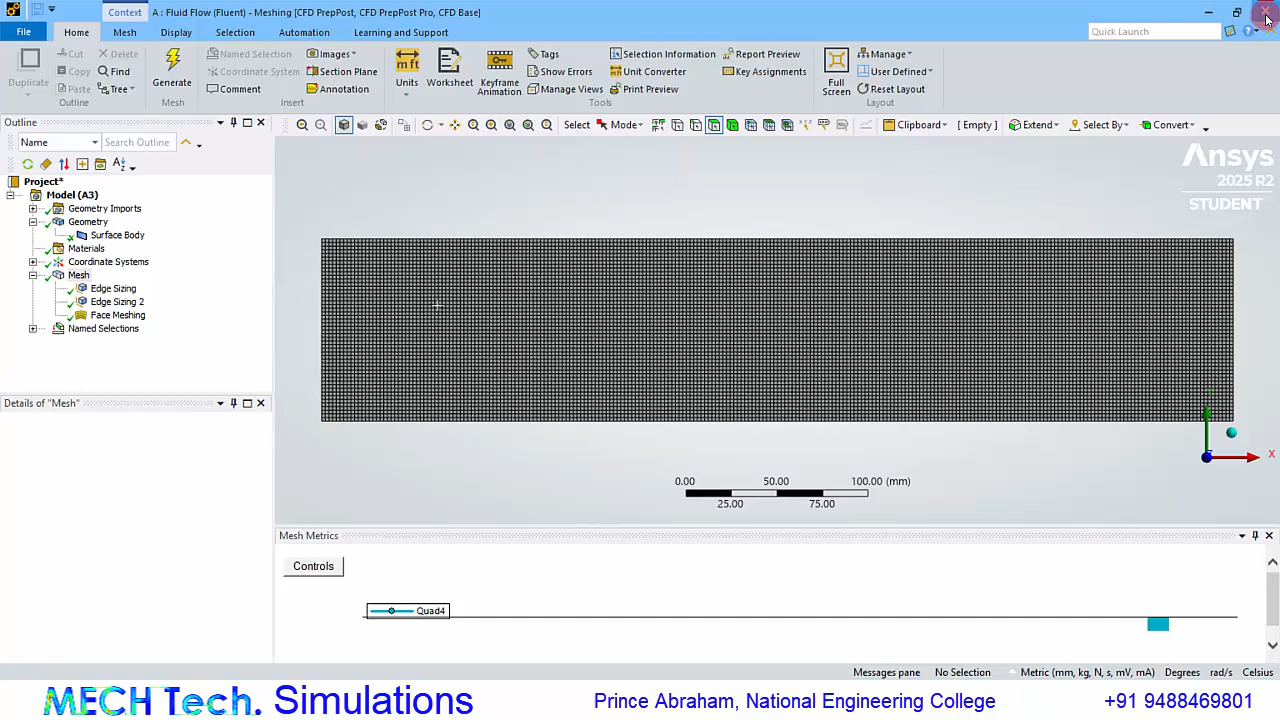 Context
A : Fluid Flow (Fluent) - Meshing [CFD PrepPost, CFD PrepPost Pro, CFD Base]
File
Home
Mesh
Display
Selection
Automation
Learning and Support
Quick Launch
Duplicate
Cut
Delete
Copy
Find
Paste
Tree
Outline
Generate
Mesh
Named Selection
Coordinate System
Comment
Images
Section Plane
Annotation
Insert
mft
Units
Worksheet
Keyframe Animation
Tags
Show Errors
Manage Views
Selection Information
Unit Converter
Print Preview
Report Preview
Key Assignments
Tools
Full Screen
Manage
User Defined
Reset Layout
Layout
Outline
Name
Search Outline
Select
Mode
Clipboard
[ Empty ]
Extend
Select By
Convert
Project*
Model (A3)
Geometry Imports
Geometry
Surface Body
Materials
Coordinate Systems
Mesh
Edge Sizing
Edge Sizing 2
Face Meshing
Named Selections
Details of "Mesh"
Ansys
2025 R2
STUDENT
X
0.00
50.00
100.00 (mm)
25.00
75.00
Mesh Metrics
Controls
Quad4
Messages pane
No Selection
Metric (mm, kg, N, s, mV, mA)
Degrees
rad/s
Celsius
MECH Tech. Simulations
Prince Abraham, National Engineering College
+91 9488469801